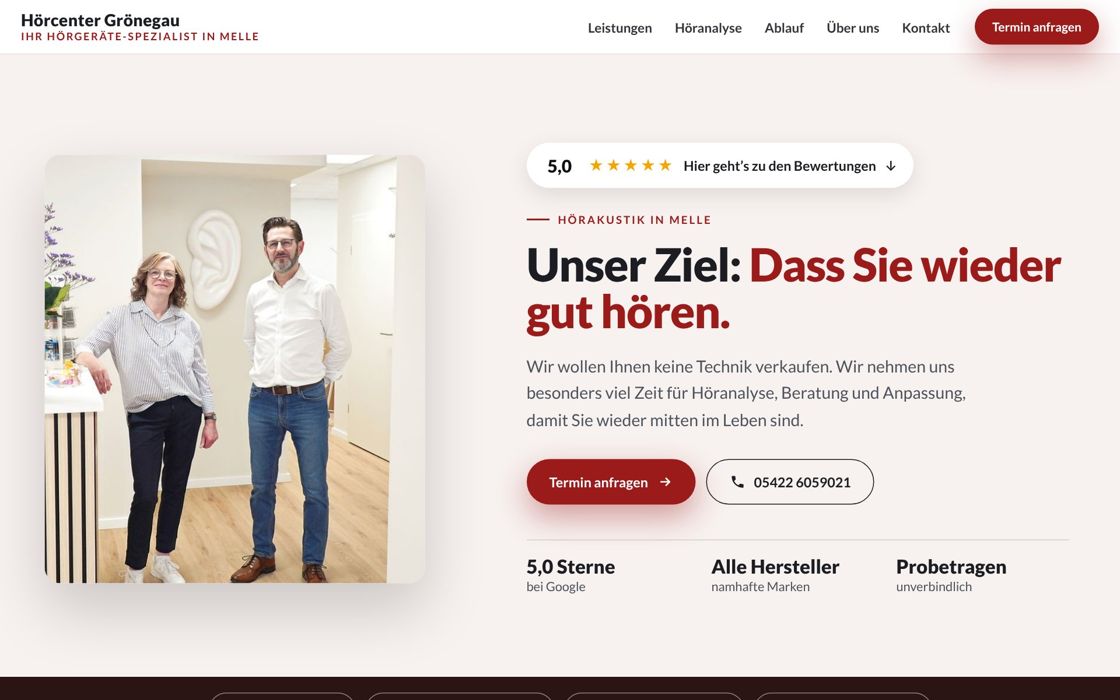 Hörcenter Grönegau
IHR HÖRGERÄTE-SPEZIALIST IN MELLE
Leistungen
Höranalyse
Ablauf
Über uns
Kontakt
Termin anfragen
5,0 ★★★★★ Hier geht's zu den Bewertungen ↓
HÖRAKUSTIK IN MELLE
Unser Ziel: Dass Sie wieder
gut hören.
Wir wollen Ihnen keine Technik verkaufen. Wir nehmen uns
besonders viel Zeit für Höranalyse, Beratung und Anpassung,
damit Sie wieder mitten im Leben sind.
Termin anfragen →
05422 6059021
5,0 Sterne
bei Google
Alle Hersteller
namhafte Marken
Probetragen
unverbindlich